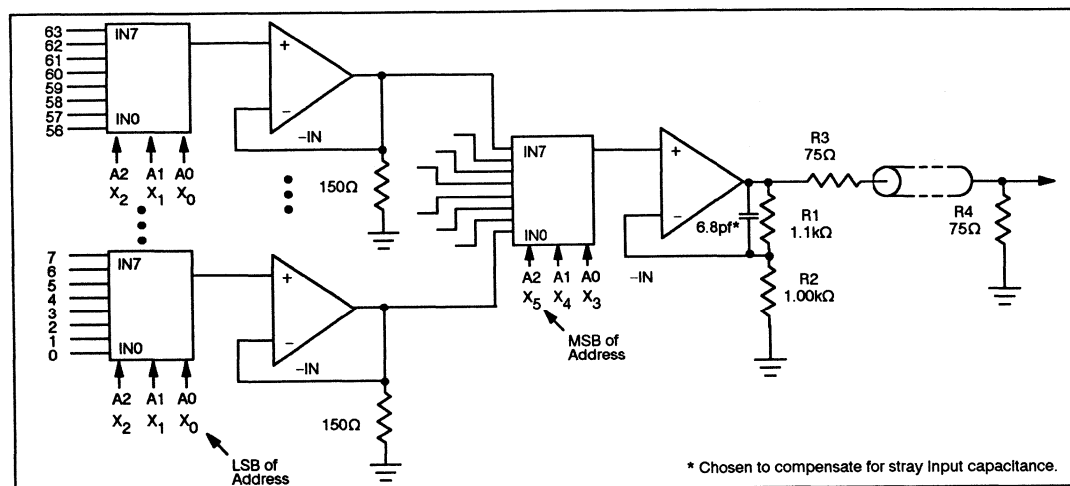 63
62
61
60
59
58
57
56
IN7
IN0
A2 A1 A0
X2 X1 X0
+
−
−IN
150Ω
7
6
5
4
3
2
1
0
IN7
IN0
A2 A1 A0
X2 X1 X0
LSB of
Address
+
−
−IN
150Ω
IN7
IN0
A2 A1 A0
X5 X4 X3
MSB of
Address
+
−
−IN
6.8pf*
R1
1.1kΩ
R2
1.00kΩ
R3
75Ω
R4
75Ω
* Chosen to compensate for stray input capacitance.